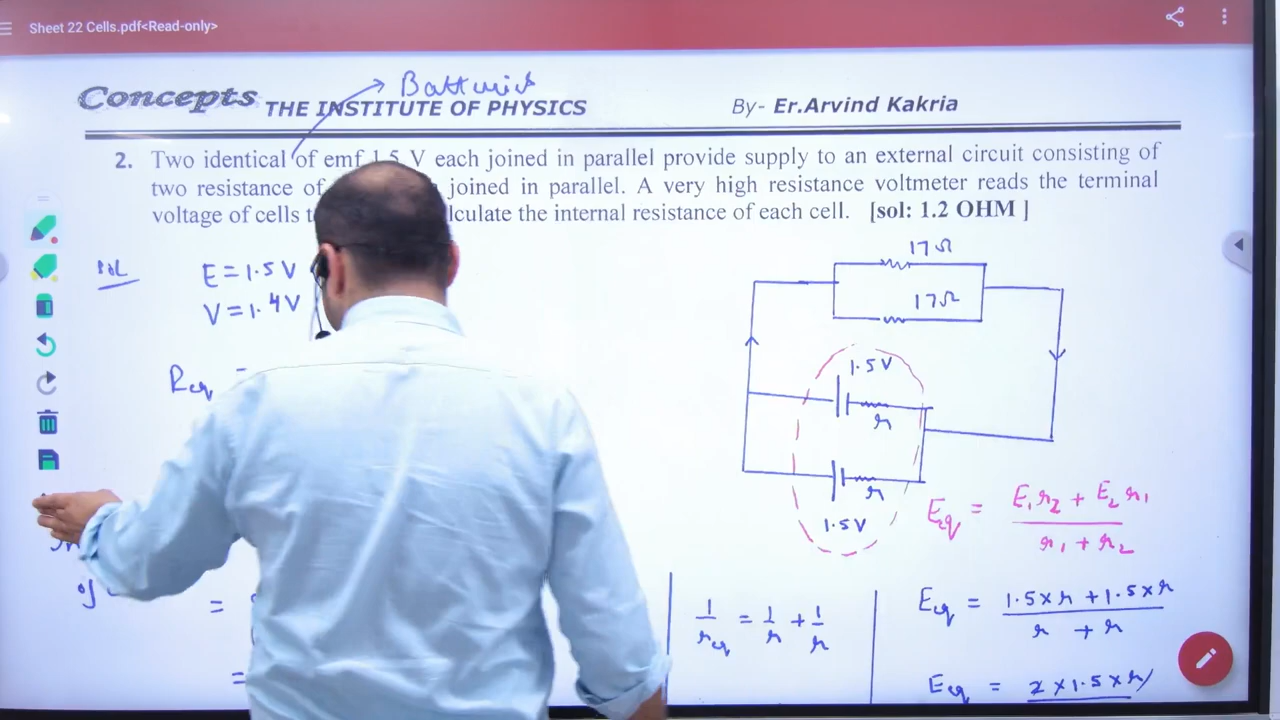 Sheet 22 Cells.pdf<Read-only>
Concepts THE INSTITUTE OF PHYSICS By- Er.Arvind Kakria
2. Two identical of emf 1.5 V each joined in parallel provide supply to an external circuit consisting of
two resistance of joined in parallel. A very high resistance voltmeter reads the terminal
voltage of cells the internal resistance of each cell. [sol: 1.2 OHM ]
Sol
E = 1.5 V
V = 1.4 V
Req =
17Ω
17Ω
1.5 V
r
r
1.5 V
Eeq = E₁r₂ + E₂r₁
r₁ + r₂
of
=
=
1/req = 1/r + 1/r
Eeq = 1.5×r + 1.5×r
r + r
Eeq = 2×1.5×r